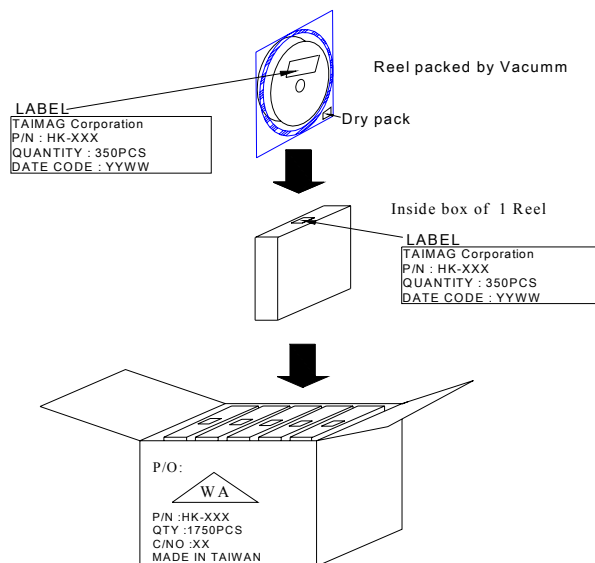 Reel packed by Vacumm
LABEL
TAIMAG Corporation
P/N : HK-XXX
QUANTITY : 350PCS
DATE CODE : YYWW
Dry pack
Inside box of 1 Reel
LABEL
TAIMAG Corporation
P/N : HK-XXX
QUANTITY : 350PCS
DATE CODE : YYWW
P/O:
WA
P/N :HK-XXX
QTY :1750PCS
C/NO :XX
MADE IN TAIWAN